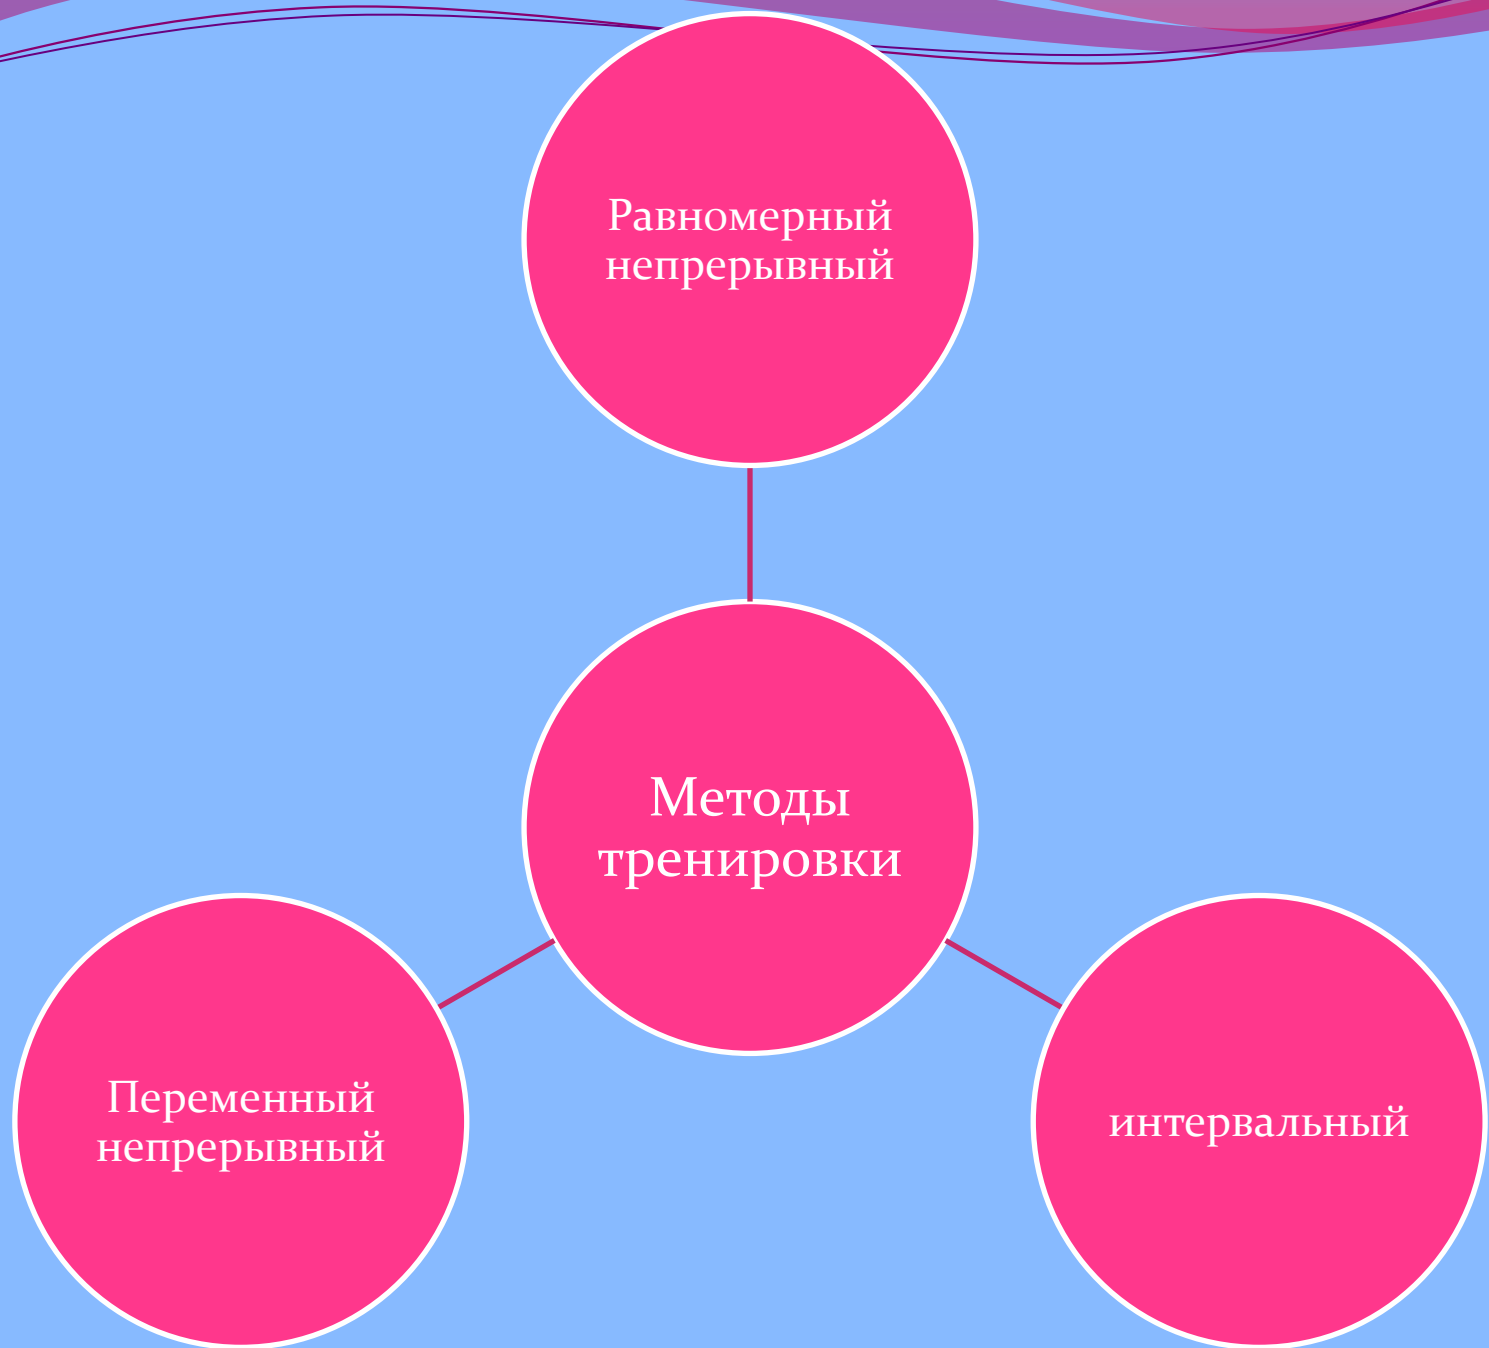 Равномерный
непрерывный
Методы
тренировки
Переменный
непрерывный
интервальный